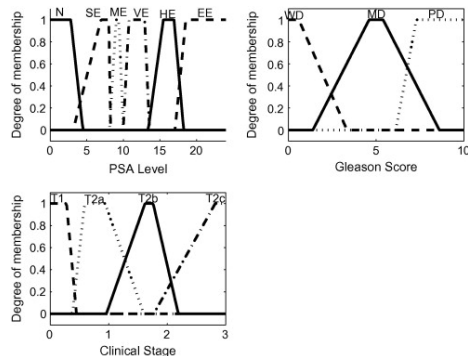 N SE ME VE HE EE
1
0.8
0.6
0.4
0.2
0
0 5 10 15 20
Degree of membership
PSA Level
WD MD PD
1
0.8
0.6
0.4
0.2
0
0 5 10
Degree of membership
Gleason Score
T1 T2a T2b T2c
1
0.8
0.6
0.4
0.2
0
0 1 2 3
Degree of membership
Clinical Stage